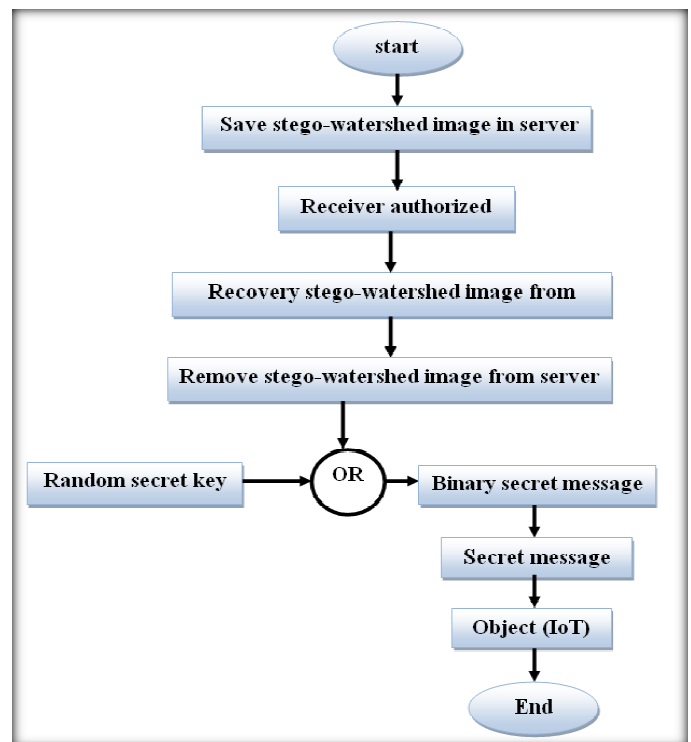 start
Save stego-watershed image in server
Receiver authorized
Recovery stego-watershed image from
Remove stego-watershed image from server
Random secret key
OR
Binary secret message
Secret message
Object (IoT)
End